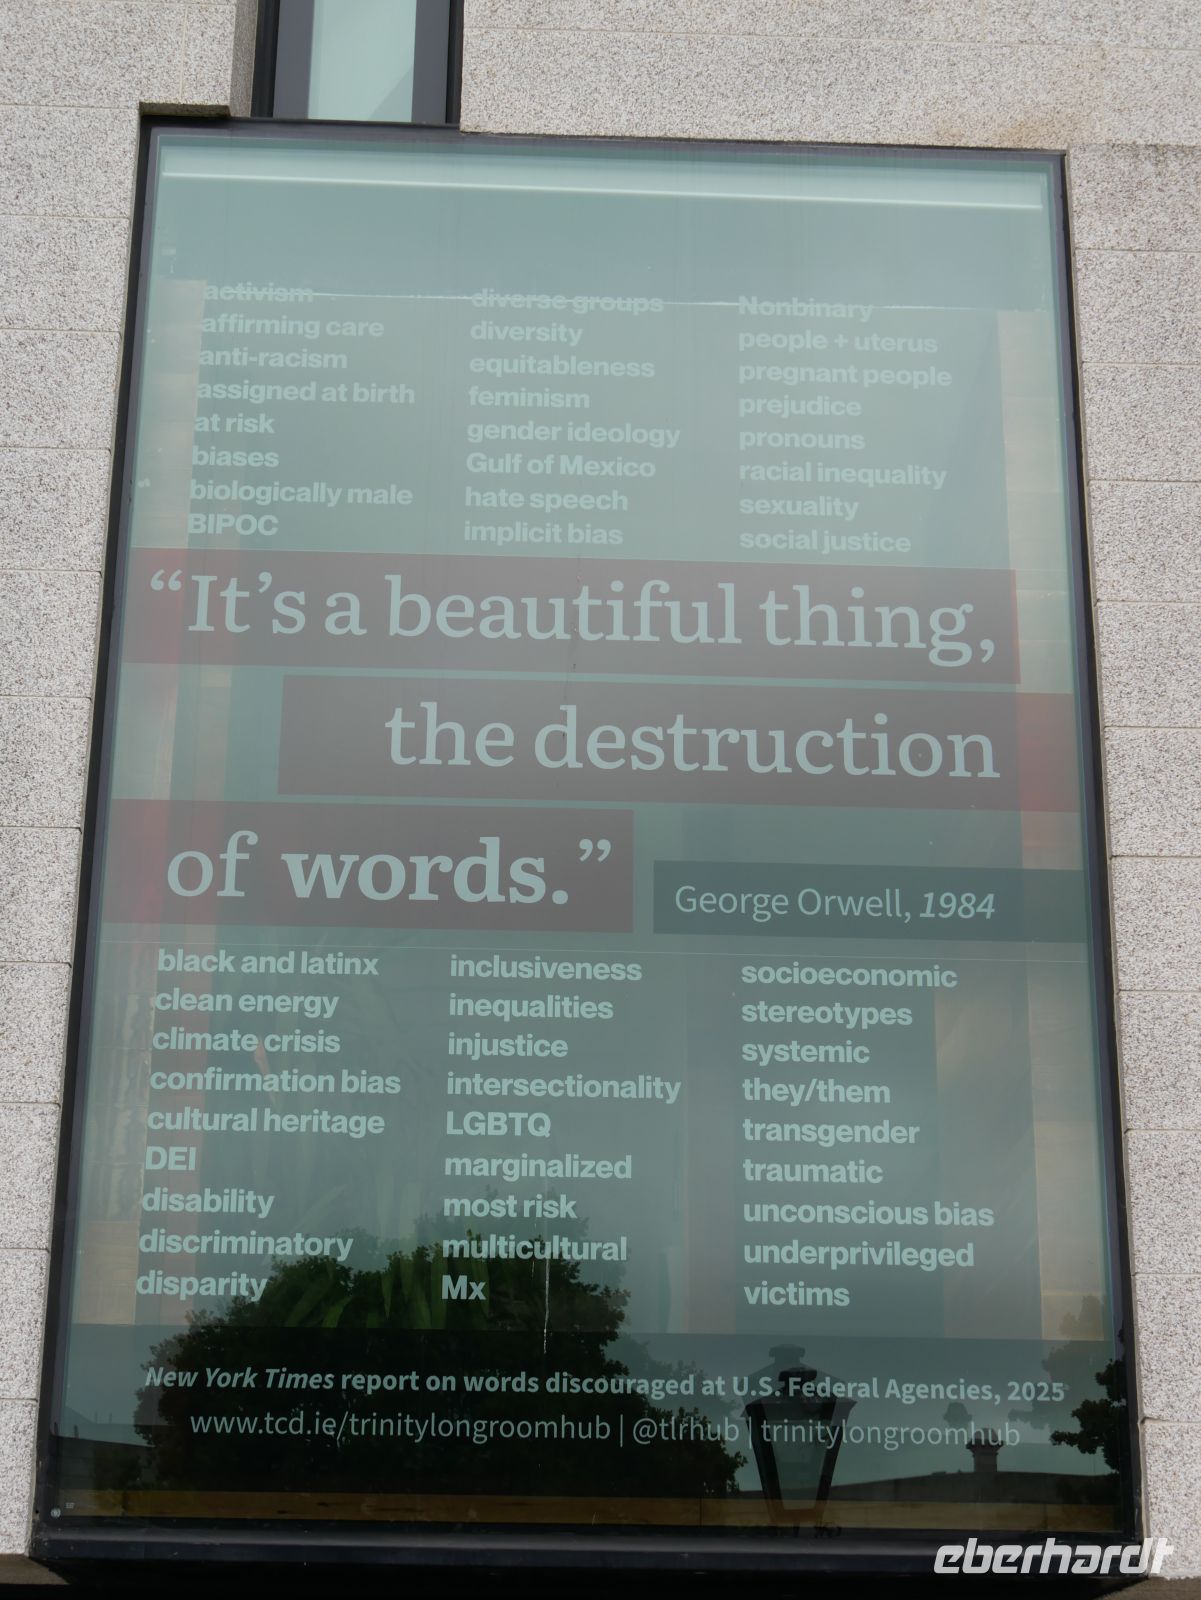 activism
affirming care
anti-racism
assigned at birth
at risk
biases
biologically male
BIPOC
diverse groups
diversity
equitableness
feminism
gender ideology
Gulf of Mexico
hate speech
implicit bias
Nonbinary
people + uterus
pregnant people
prejudice
pronouns
racial inequality
sexuality
social justice
“It’s a beautiful thing,
the destruction
of words.”
George Orwell, 1984
black and latinx
clean energy
climate crisis
confirmation bias
cultural heritage
DEI
disability
discriminatory
disparity
inclusiveness
inequalities
injustice
intersectionality
LGBTQ
marginalized
most risk
multicultural
Mx
socioeconomic
stereotypes
systemic
they/them
transgender
traumatic
unconscious bias
underprivileged
victims
New York Times report on words discouraged at U.S. Federal Agencies, 2025
www.tcd.ie/trinitylongroomhub | @tlrhub | trinitylongroomhub
eberhardt